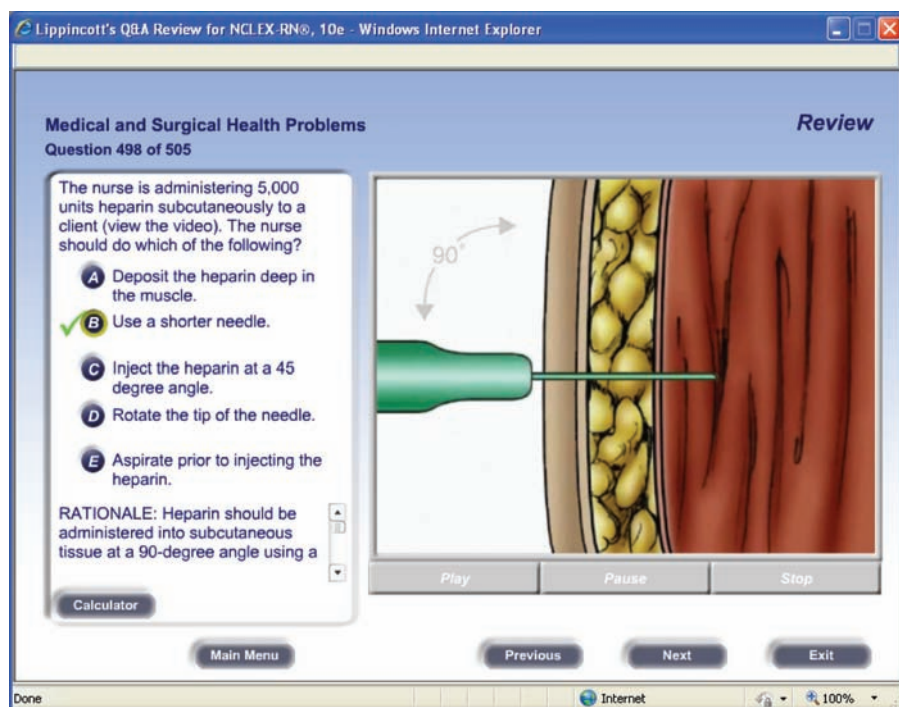 Lippincott's Q&A Review for NCLEX-RN®, 10e - Windows Internet Explorer
Medical and Surgical Health Problems
Review
Question 498 of 505
The nurse is administering 5,000
units heparin subcutaneously to a
client (view the video). The nurse
should do which of the following?
A Deposit the heparin deep in
the muscle.
B Use a shorter needle.
C Inject the heparin at a 45
degree angle.
D Rotate the tip of the needle.
E Aspirate prior to injecting the
heparin.
RATIONALE: Heparin should be
administered into subcutaneous
tissue at a 90-degree angle using a
90°
Play Pause Stop
Calculator
Main Menu Previous Next Exit
Done Internet 100%